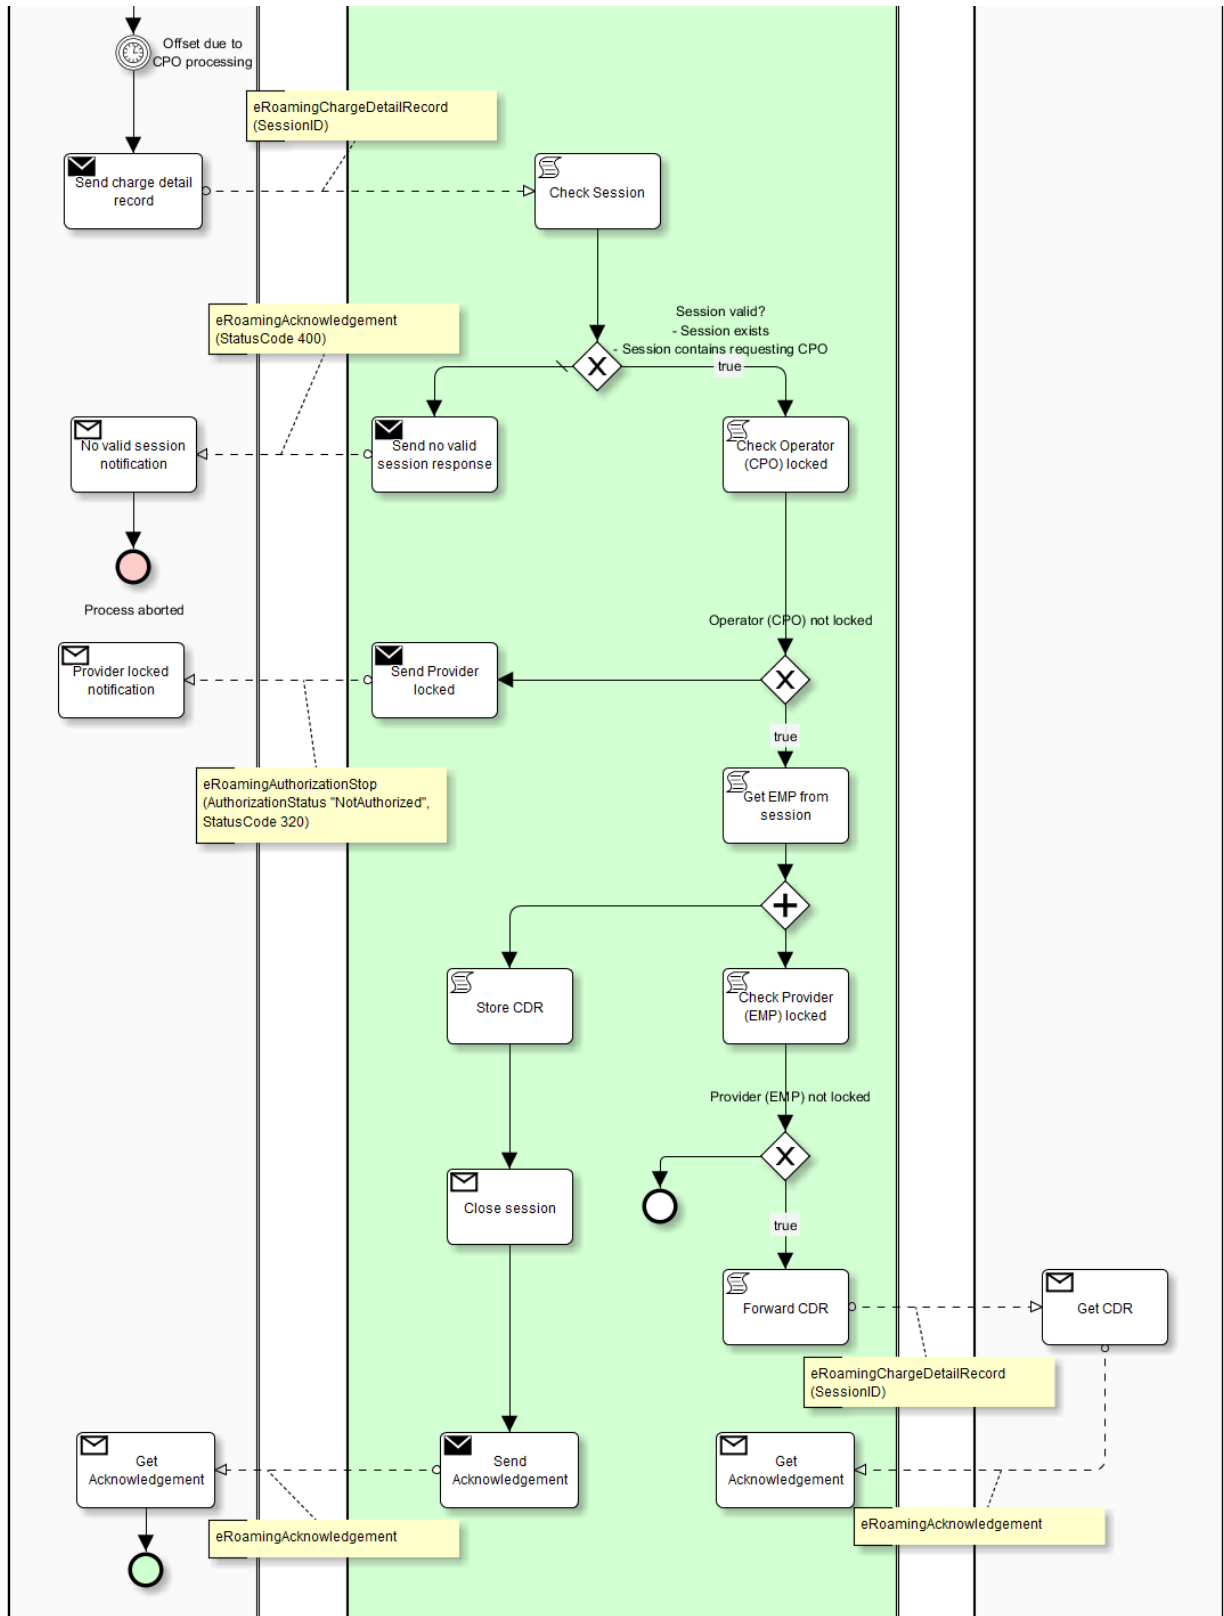 Offset due to
CPO processing
eRoamingChargeDetailRecord
(SessionID)
Send charge detail
record
Check Session
eRoamingAcknowledgement
(StatusCode 400)
Session valid?
- Session exists
- Session contains requesting CPO
X
true
No valid session
notification
Send no valid
session response
Check Operator
(CPO) locked
Process aborted
Operator (CPO) not locked
Provider locked
notification
Send Provider
locked
X
true
eRoamingAuthorizationStop
(AuthorizationStatus "NotAuthorized",
StatusCode 320)
Get EMP from
session
Store CDR
Check Provider
(EMP) locked
Provider (EMP) not locked
X
Close session
true
Forward CDR
Get CDR
eRoamingChargeDetailRecord
(SessionID)
Get
Acknowledgement
Send
Acknowledgement
Get
Acknowledgement
eRoamingAcknowledgement
eRoamingAcknowledgement